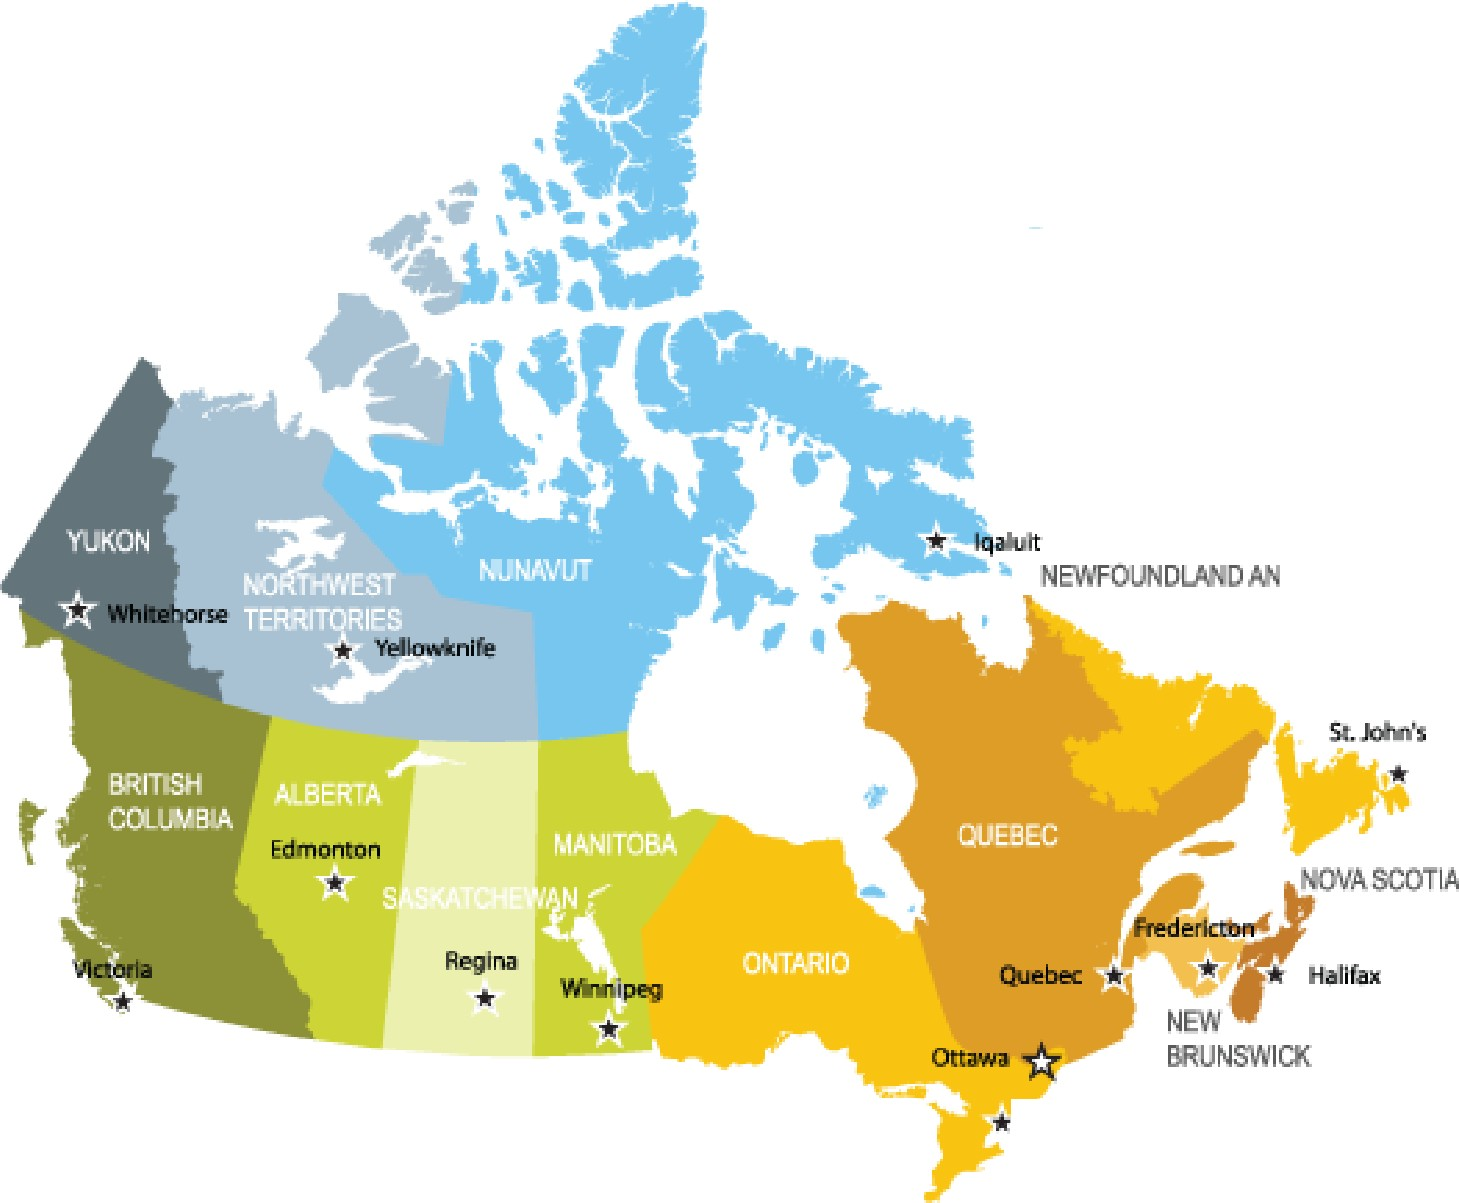 Iqaluit
YUKON
NUNAVUT
NEWFOUNDLAND AN
NORTHWEST
TERRITORIES
Whitehorse
Yellowknife
St. John's
BRITISH
COLUMBIA
ALBERTA
Edmonton
SASKATCHEWAN
MANITOBA
QUEBEC
NOVA SCOTIA
Fredericton
Victoria
Regina
Winnipeg
ONTARIO
Quebec
Halifax
NEW
BRUNSWICK
Ottawa